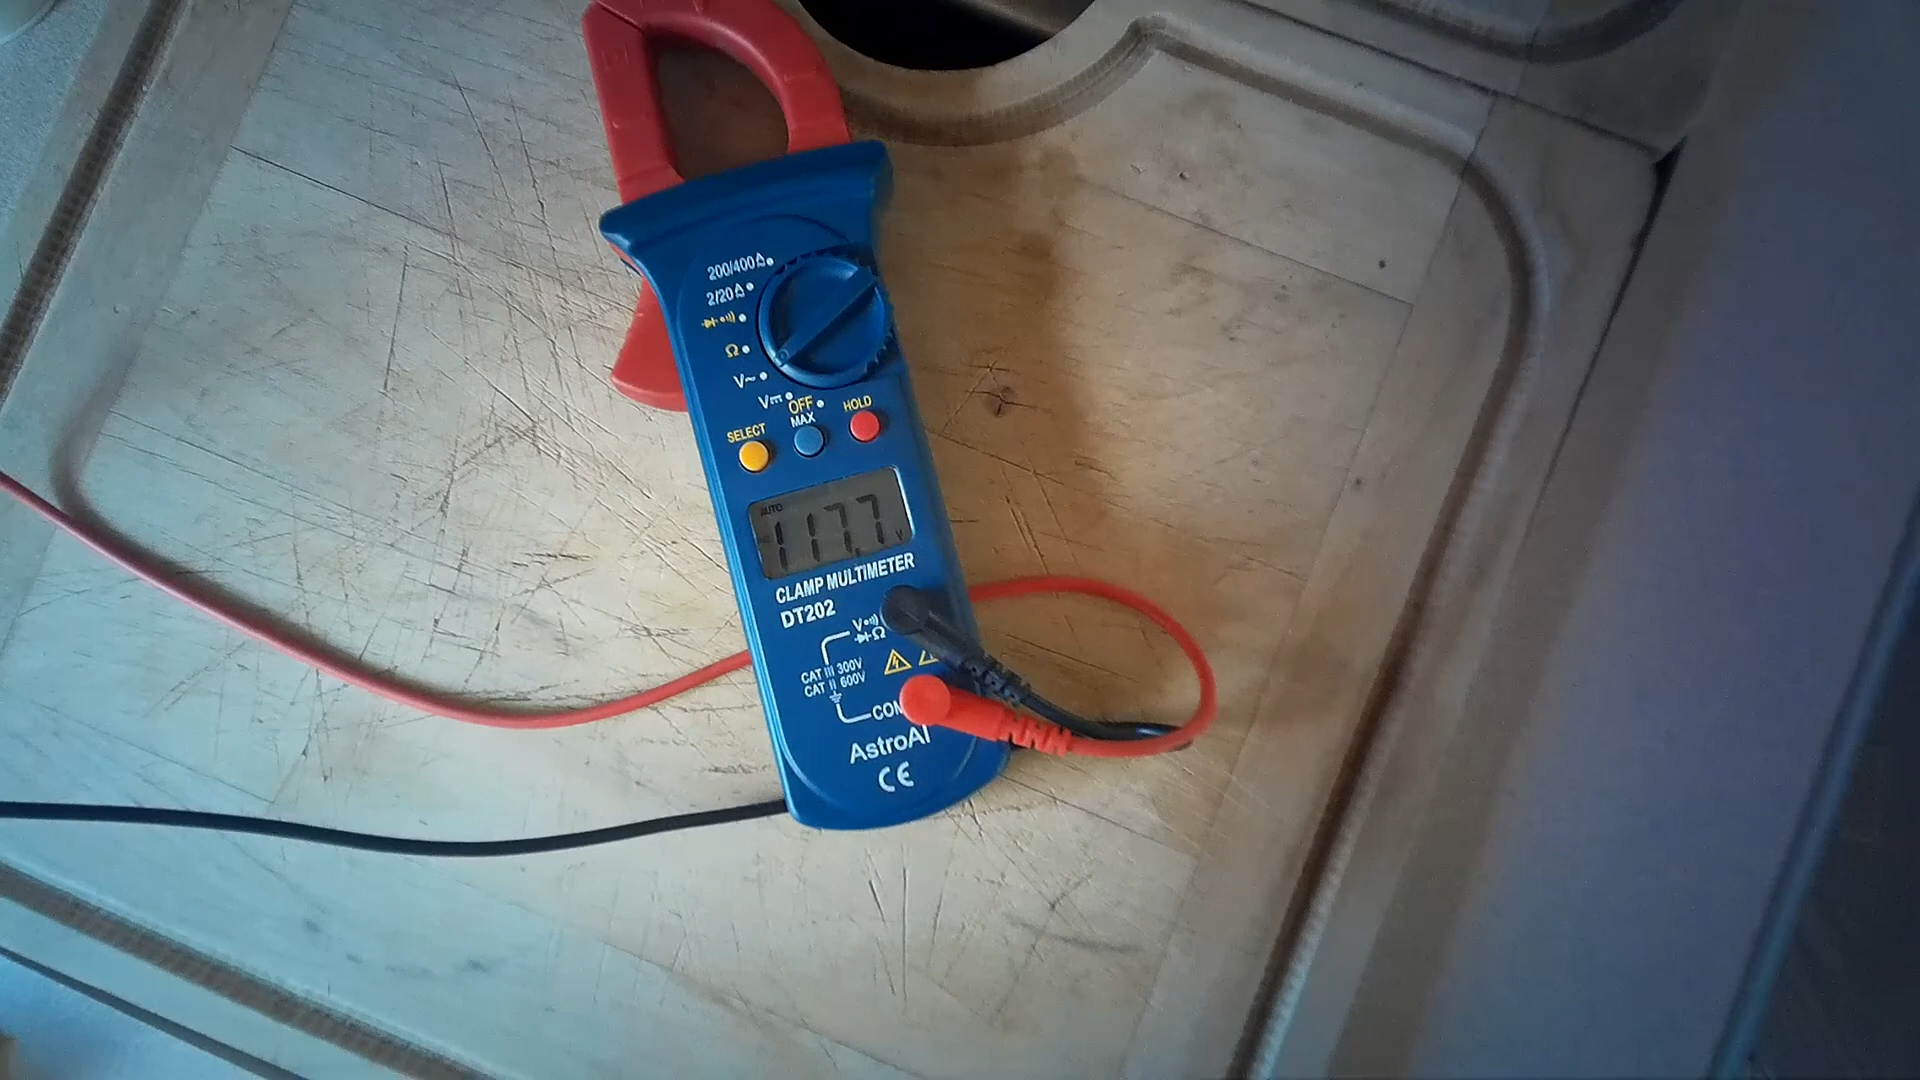 200/400A
2/20A
Ω
V~
V⎓
OFF
SELECT
MAX
HOLD
AUTO
117.7
V
CLAMP MULTIMETER
DT202
V
Ω
CAT III 300V
CAT II 600V
COM
AstroAI
CE